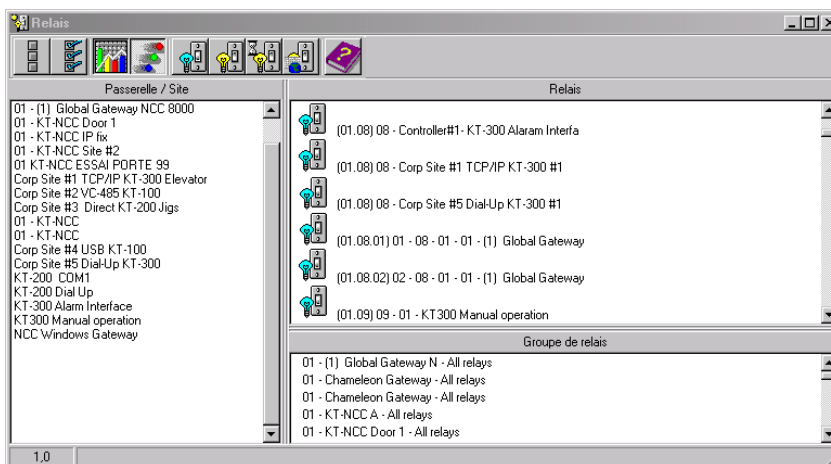 Relais
Passerelle / Site
01 - (1) Global Gateway NCC 8000
01 - KT-NCC Door 1
01 - KT-NCC IP fix
01 - KT-NCC Site #2
01 KT-NCC ESSAI PORTE 99
Corp Site #1 TCP/IP KT-300 Elevator
Corp Site #2 VC-485 KT-100
Corp Site #3 Direct KT-200 Jigs
01 - KT-NCC
01 - KT-NCC
Corp Site #4 USB KT-100
Corp Site #5 Dial-Up KT-300
KT-200 COM1
KT-200 Dial Up
KT-300 Alarm Interface
KT300 Manual operation
NCC Windows Gateway
Relais
(01.08) 08 - Controller#1- KT-300 Alaram Interfa
(01.08) 08 - Corp Site #1 TCP/IP KT-300 #1
(01.08) 08 - Corp Site #5 Dial-Up KT-300 #1
(01.08.01) 01 - 08 - 01 - 01 - (1) Global Gateway
(01.08.02) 02 - 08 - 01 - 01 - (1) Global Gateway
(01.09) 09 - 01 - KT300 Manual operation
Groupe de relais
01 - (1) Global Gateway N - All relays
01 - Chameleon Gateway - All relays
01 - Chameleon Gateway - All relays
01 - KT-NCC A - All relays
01 - KT-NCC Door 1 - All relays
1,0